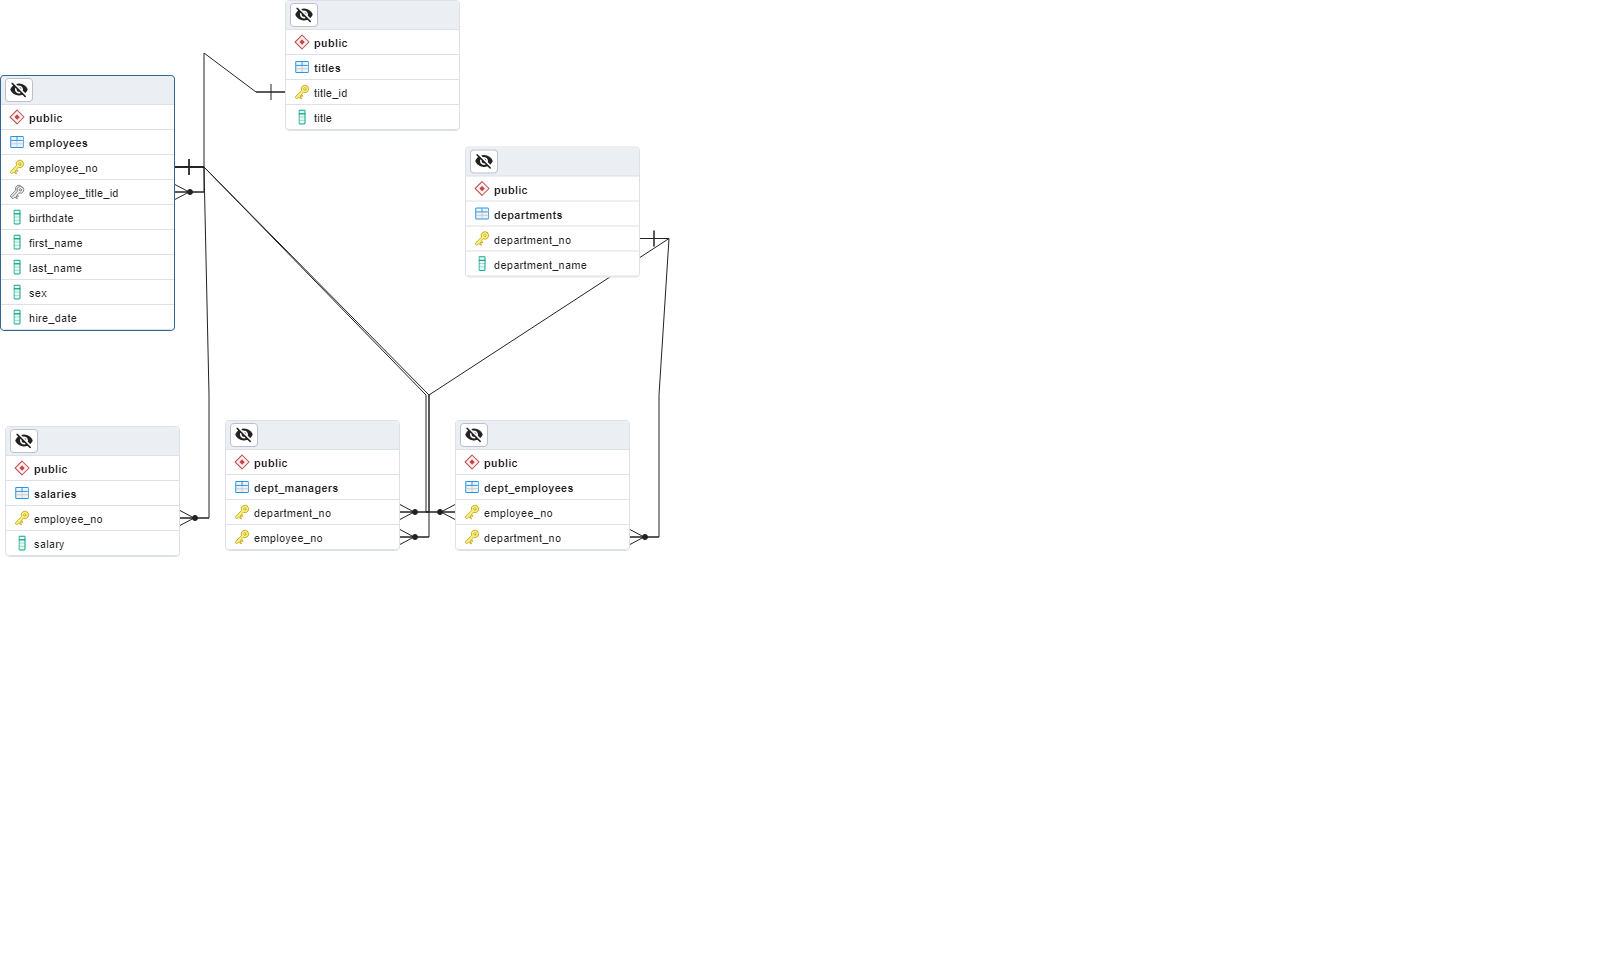 public
titles
title_id
title
public
employees
employee_no
employee_title_id
birthdate
first_name
last_name
sex
hire_date
public
departments
department_no
department_name
public
salaries
employee_no
salary
public
dept_managers
department_no
employee_no
public
dept_employees
employee_no
department_no